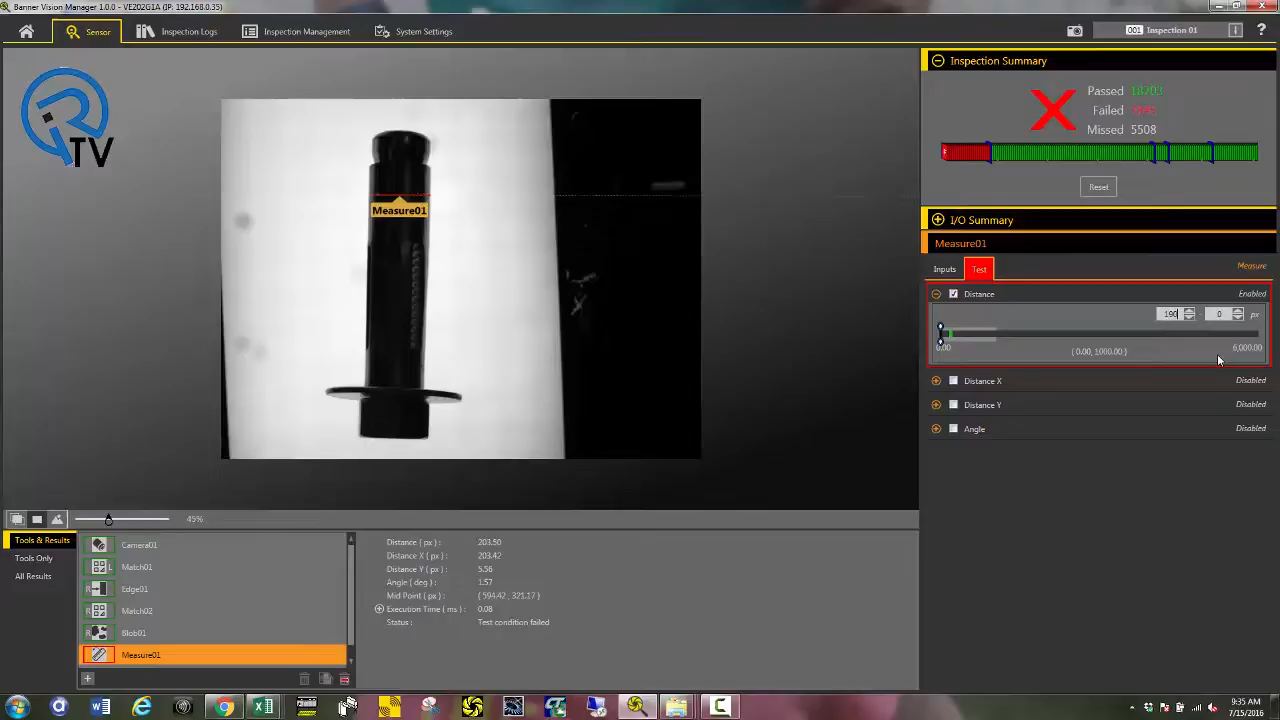 Banner Vision Manager 1.0.0 - VE202G1A (IP: 192.168.0.35)
Sensor
Inspection Logs
Inspection Management
System Settings
001 Inspection 01
i
?
iR
TV
Measure01
Inspection Summary
Passed 18703
Failed
Missed 5508
F
Reset
I/O Summary
Measure01
Inputs
Test
Measure
Distance
Enabled
190
0
px
0.00
( 0.00, 1000.00 )
6,000.00
Distance X
Disabled
Distance Y
Disabled
Angle
Disabled
45%
Tools & Results
Tools Only
All Results
Camera01
L Match01
R Edge01
R Match02
R Blob01
Measure01
Distance ( px ) : 203.50
Distance X ( px ) : 203.42
Distance Y ( px ) : 5.56
Angle ( deg ) : 1.57
Mid Point ( px ) : ( 594.42 , 321.17 )
Execution Time ( ms ) : 0.08
Status : Test condition failed
9:35 AM
7/15/2016